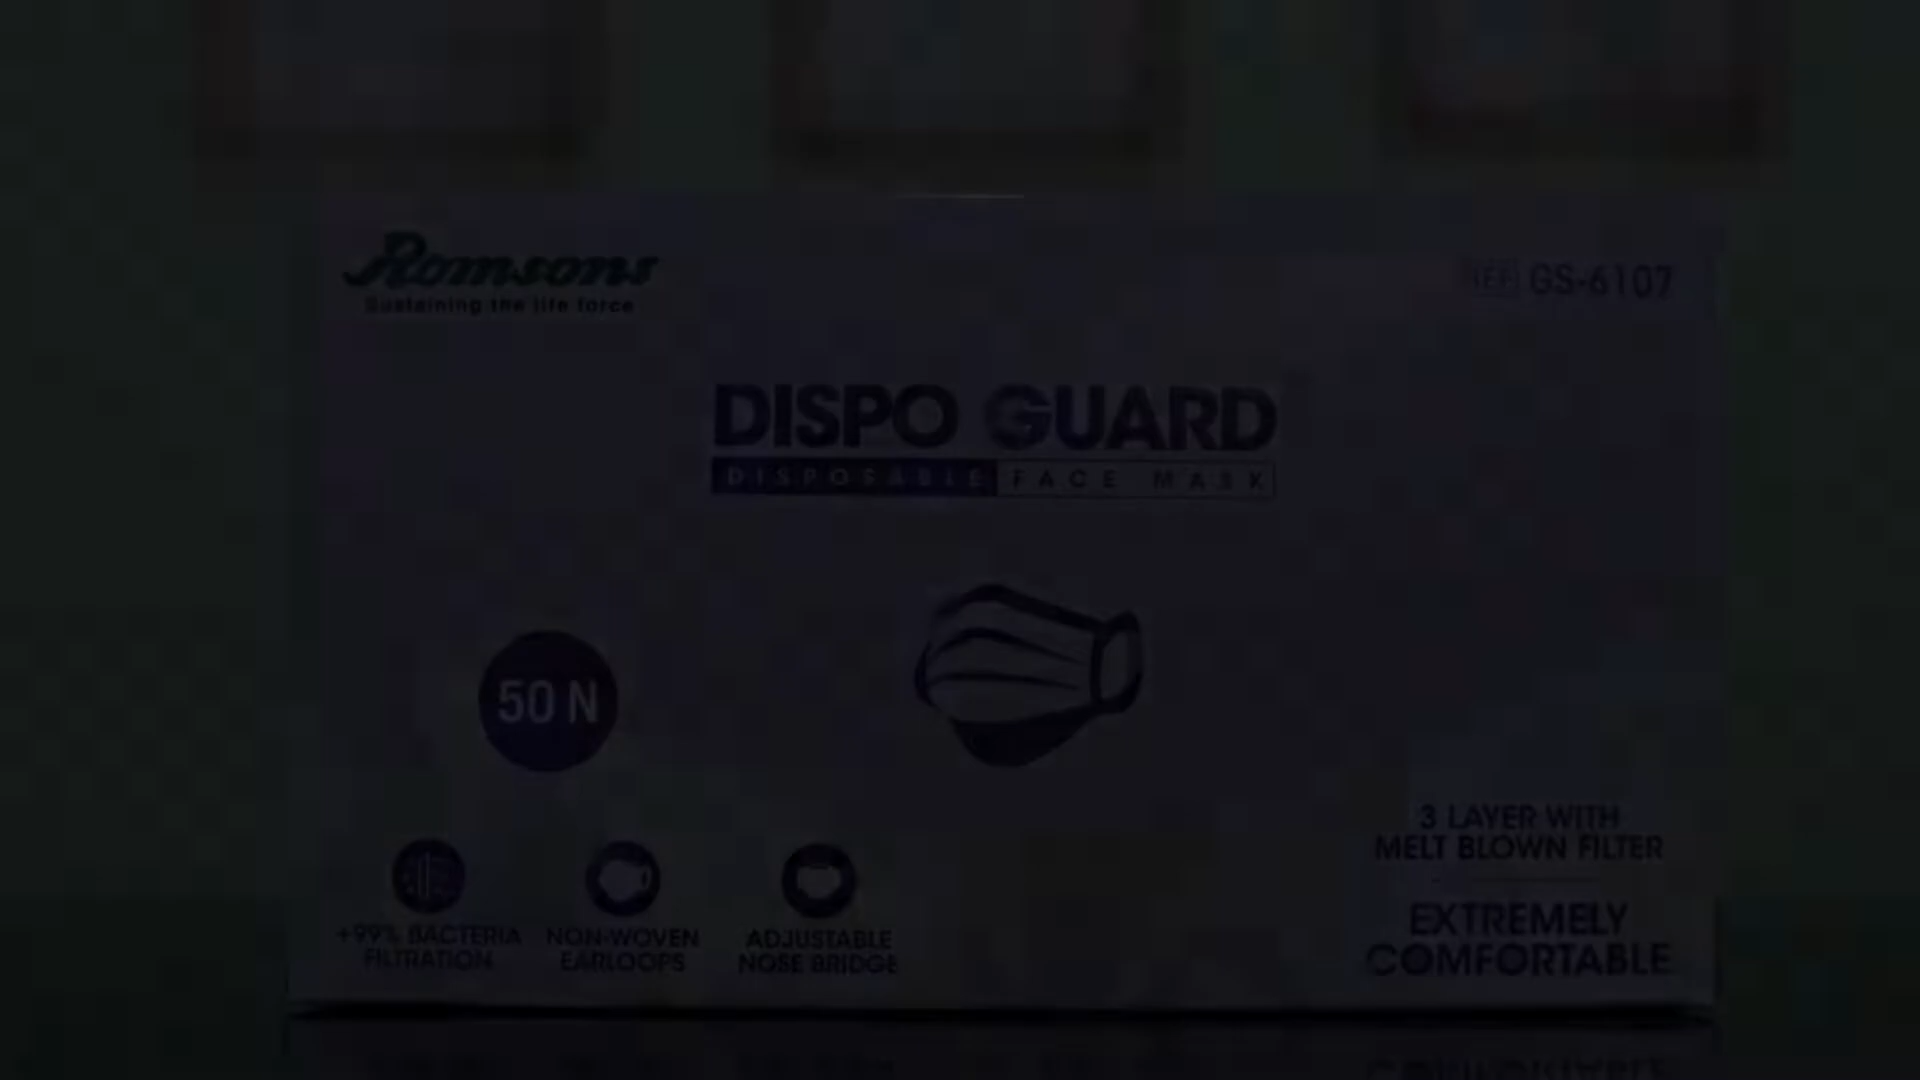 Romsons
Sustaining the life force
REF GS-6107
DISPO GUARD
DISPOSABLE FACE MASK
50 N
3 LAYER WITH
MELT BLOWN FILTER
EXTREMELY
COMFORTABLE
+99% BACTERIA
FILTRATION
NON-WOVEN
EARLOOPS
ADJUSTABLE
NOSE BRIDGE